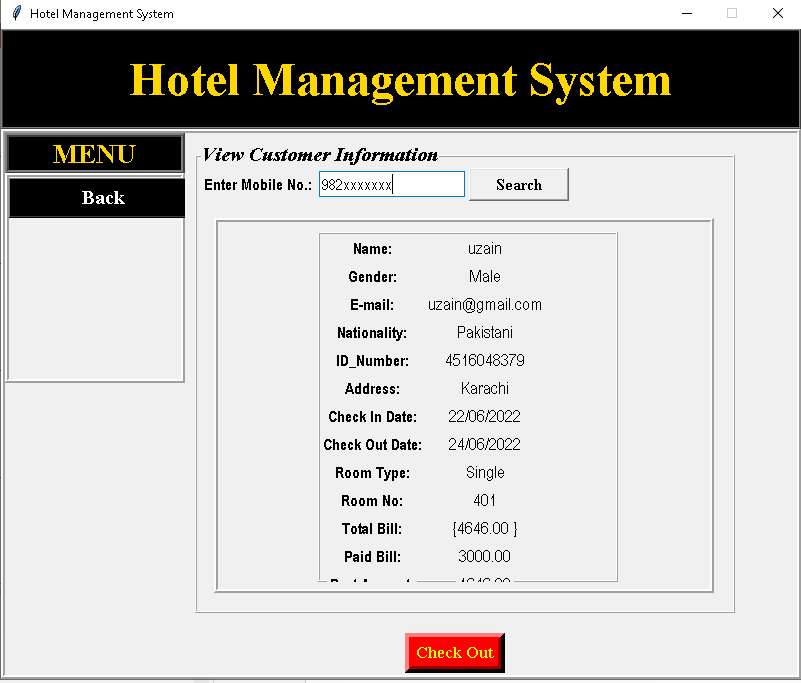 Hotel Management System
Hotel Management System
MENU
Back
View Customer Information
Enter Mobile No.: 982xxxxxxx Search
Name: uzain
Gender: Male
E-mail: uzain@gmail.com
Nationality: Pakistani
ID_Number: 4516048379
Address: Karachi
Check In Date: 22/06/2022
Check Out Date: 24/06/2022
Room Type: Single
Room No: 401
Total Bill: {4646.00 }
Paid Bill: 3000.00
Check Out